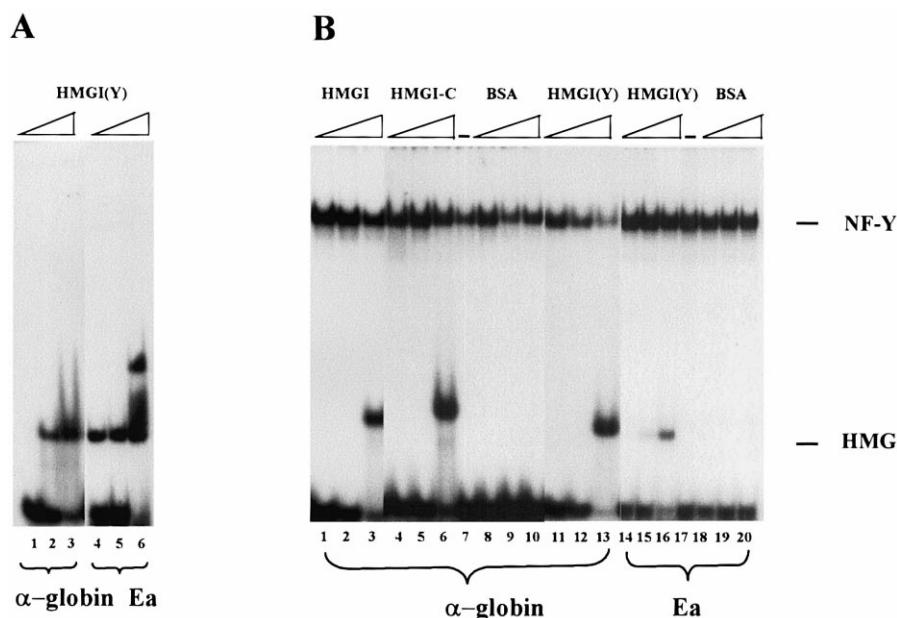 A
B
HMGI(Y)
HMGI HMGI-C BSA HMGI(Y) HMGI(Y) BSA
NF-Y
HMG
1 2 3 4 5 6
1 2 3 4 5 6 7 8 9 10 11 12 13 14 15 16 17 18 19 20
α-globin Ea
α-globin Ea